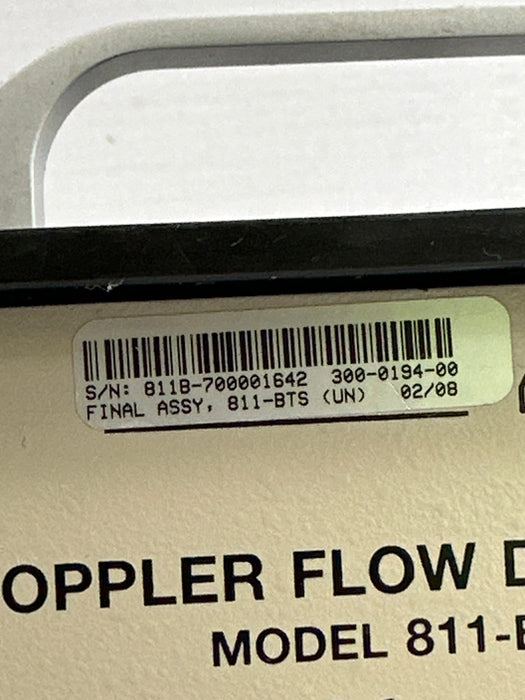 S/N: 811B-700001642 300-0194-00
FINAL ASSY, 811-BTS (UN) 02/08
OPPLER FLOW D
MODEL 811-B